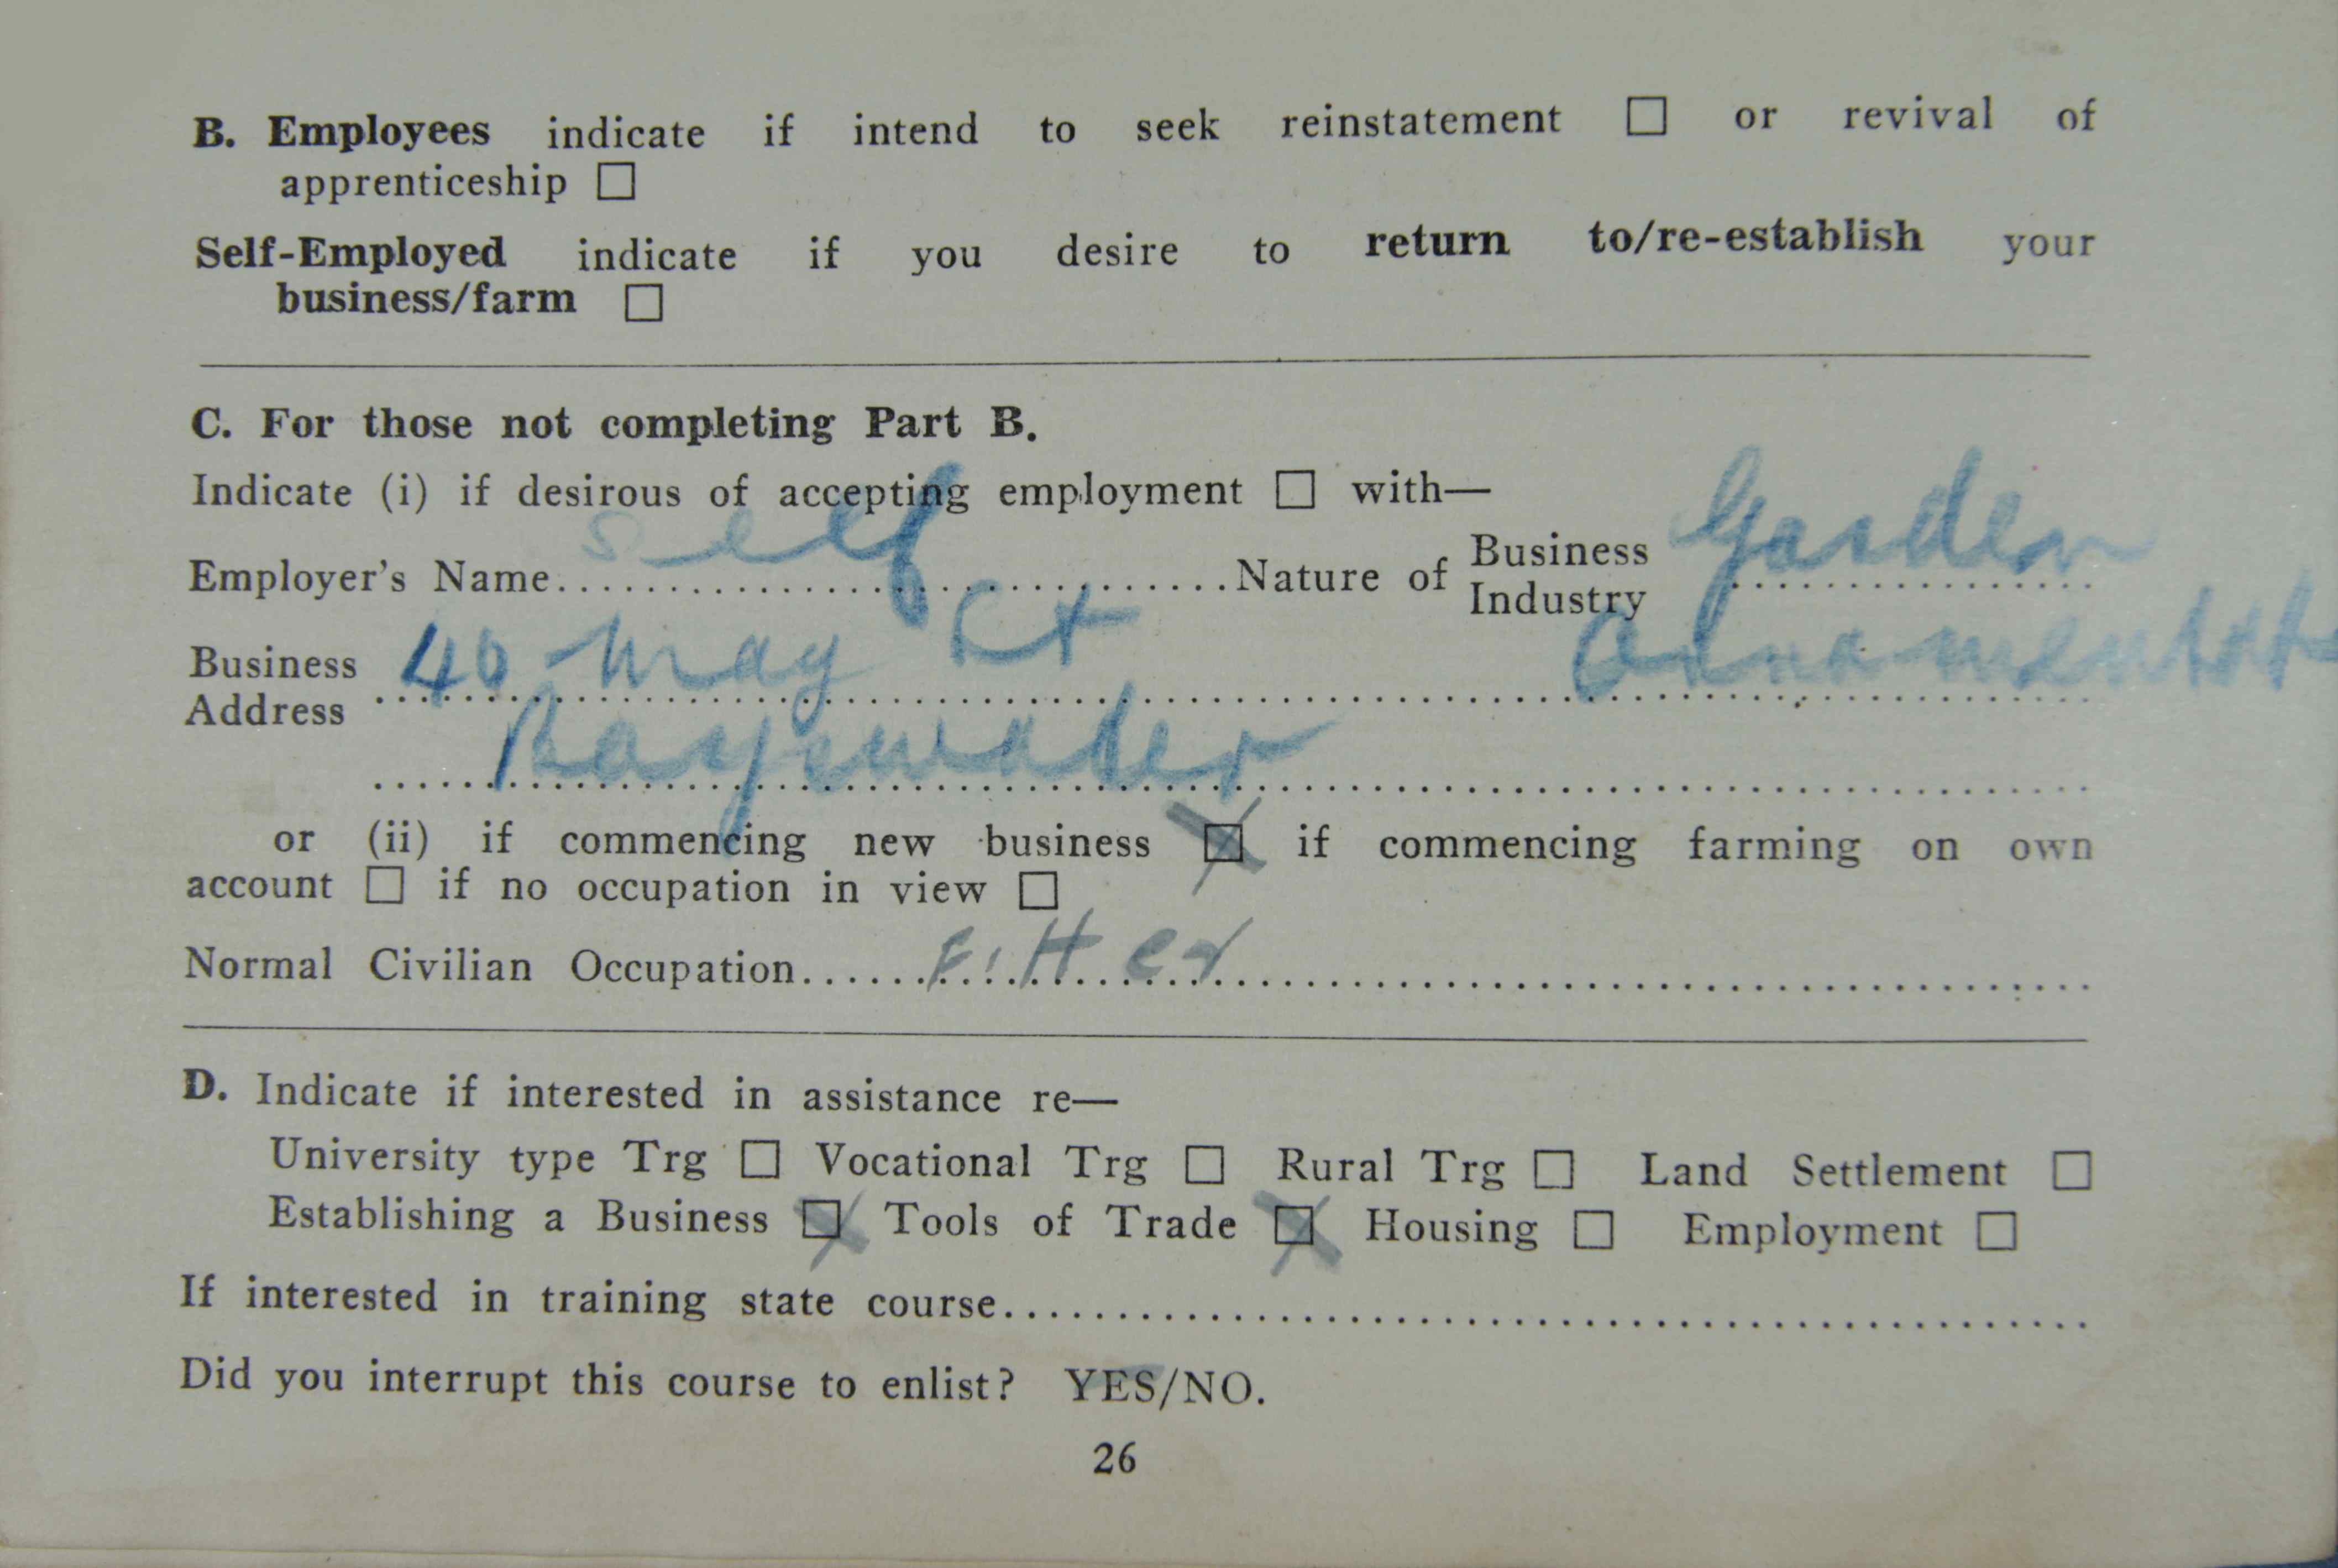 B. Employees indicate if intend to seek reinstatement ☐ or revival of
apprenticeship ☐
Self-Employed indicate if you desire to return to/re-establish your
business/farm ☐
C. For those not completing Part B.
Indicate (i) if desirous of accepting employment ☐ with—
Employer's Name self Nature of Business Industry Garden
Business Address 40 May St
Bayswater
or (ii) if commencing new business ☒ if commencing farming on own
account ☐ if no occupation in view ☐
Normal Civilian Occupation Fitter
D. Indicate if interested in assistance re—
University type Trg ☐ Vocational Trg ☐ Rural Trg ☐ Land Settlement ☐
Establishing a Business ☒ Tools of Trade ☒ Housing ☐ Employment ☐
If interested in training state course
Did you interrupt this course to enlist? YES/NO.
26